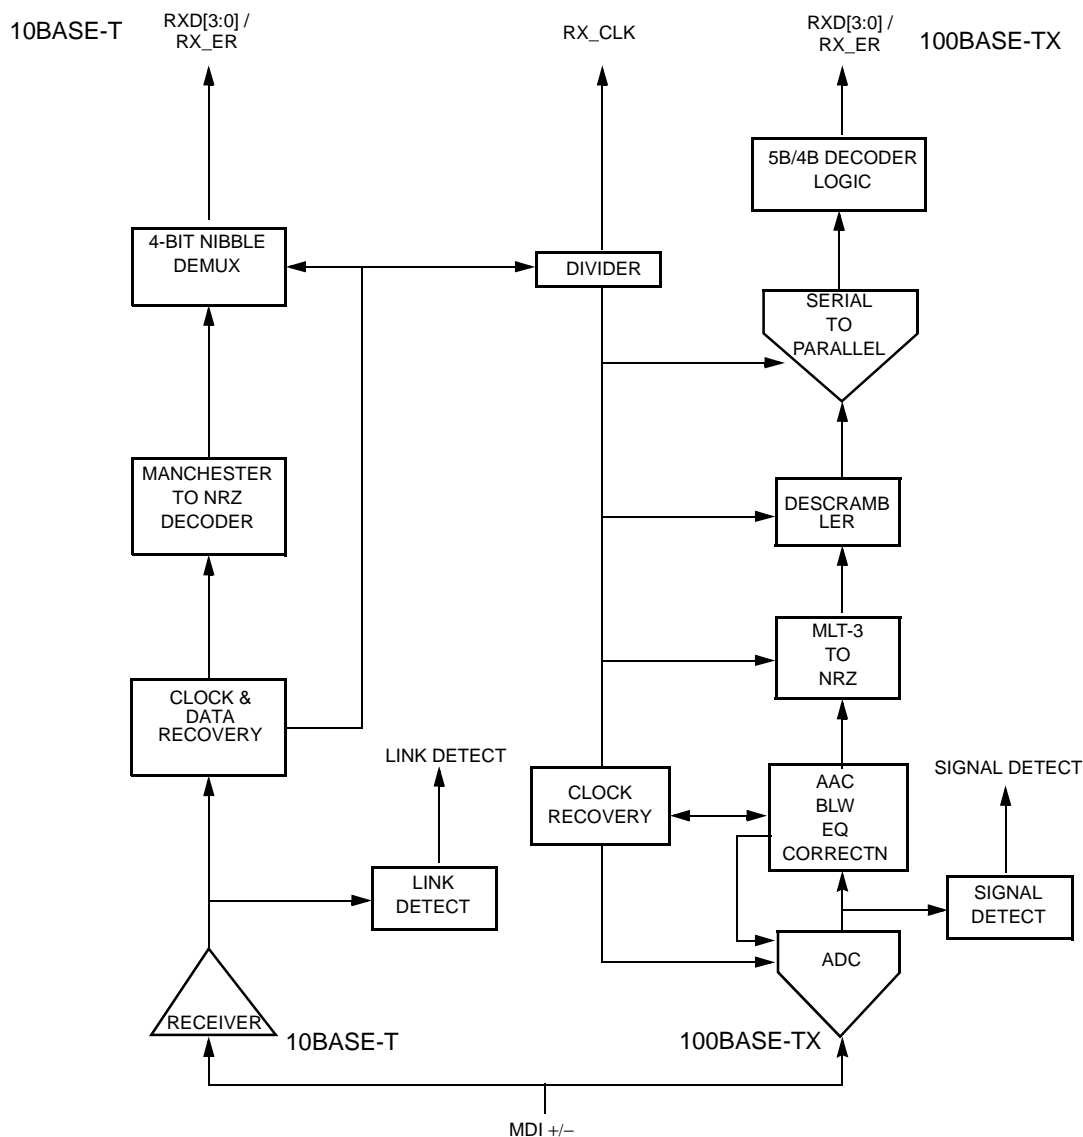 10BASE-T
RXD[3:0] /
RX_ER
RX_CLK
RXD[3:0] /
RX_ER
100BASE-TX
5B/4B DECODER
LOGIC
4-BIT NIBBLE
DEMUX
DIVIDER
SERIAL
TO
PARALLEL
MANCHESTER
TO NRZ
DECODER
DESCRAMB
LER
MLT-3
TO
NRZ
CLOCK &
DATA
RECOVERY
LINK DETECT
CLOCK
RECOVERY
AAC
BLW
EQ
CORRECTN
SIGNAL DETECT
LINK
DETECT
SIGNAL
DETECT
ADC
RECEIVER
10BASE-T
100BASE-TX
MDI +/−